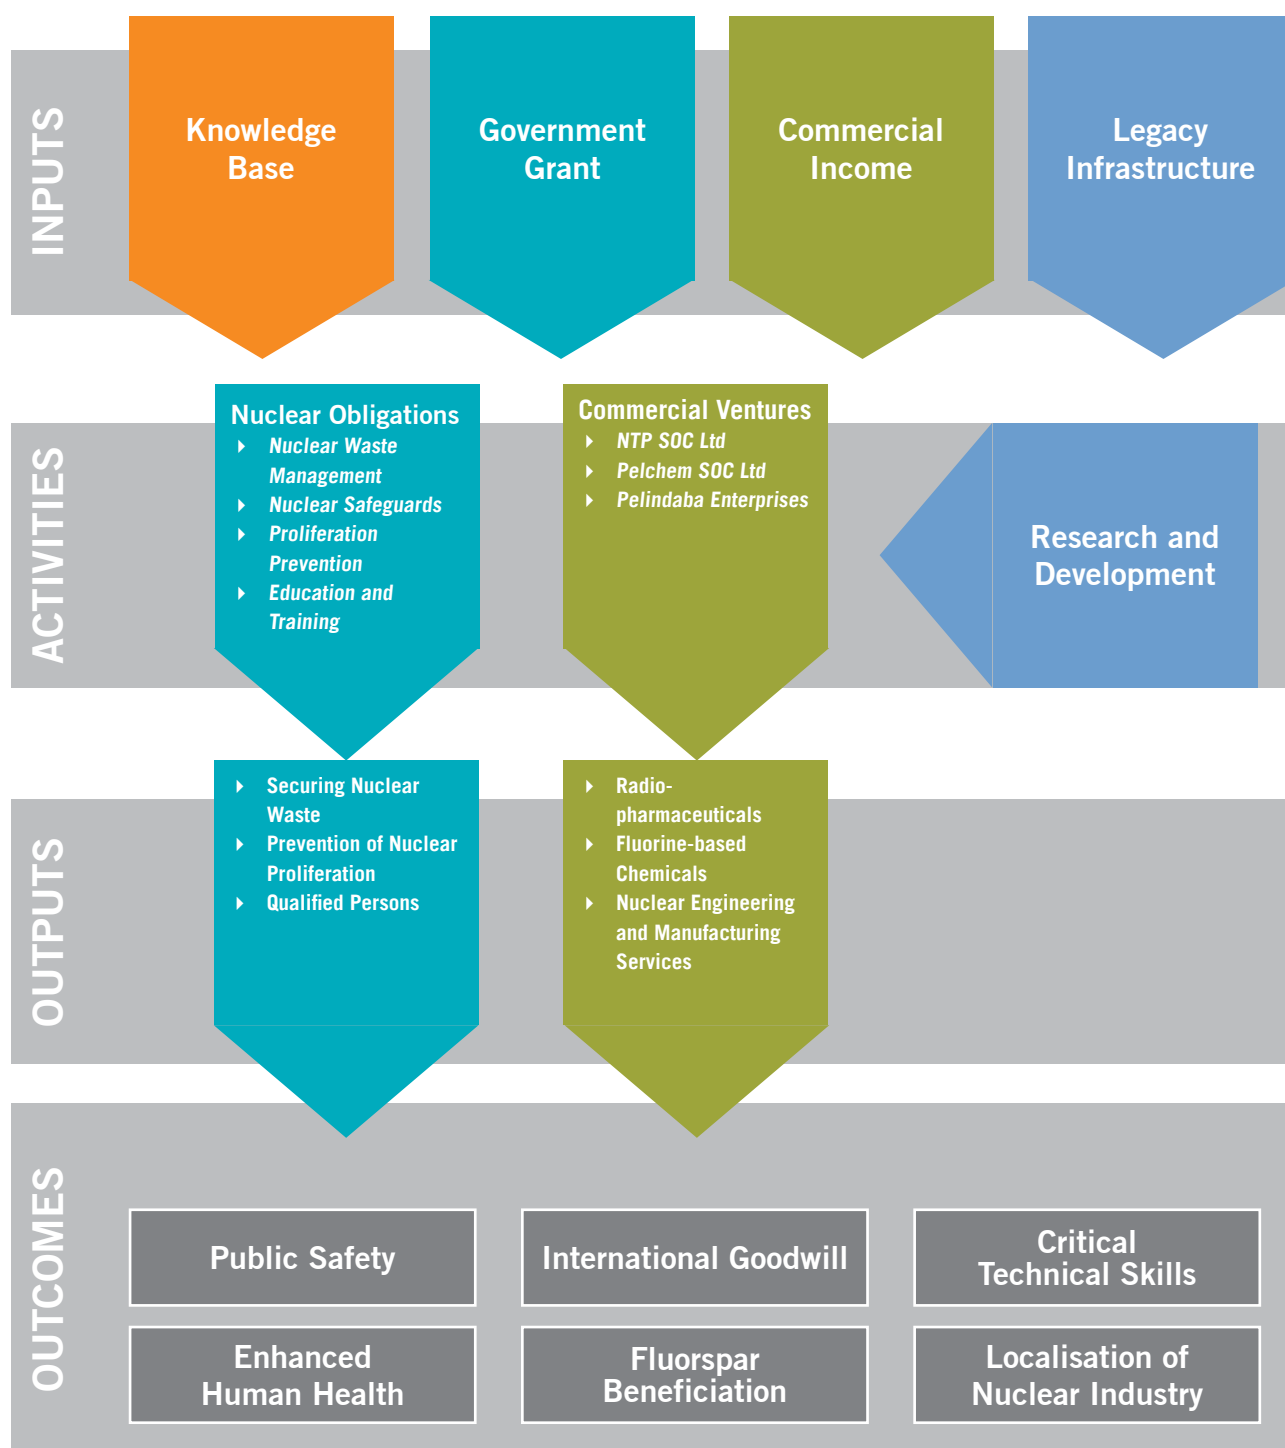 INPUTS
Knowledge
Base
Government
Grant
Commercial
Income
Legacy
Infrastructure
ACTIVITIES
Nuclear Obligations
Nuclear Waste
Management
Nuclear Safeguards
Proliferation
Prevention
Education and
Training
Commercial Ventures
NTP SOC Ltd
Pelchem SOC Ltd
Pelindaba Enterprises
Research and
Development
OUTPUTS
Securing Nuclear
Waste
Prevention of Nuclear
Proliferation
Qualified Persons
Radio-
pharmaceuticals
Fluorine-based
Chemicals
Nuclear Engineering
and Manufacturing
Services
OUTCOMES
Public Safety
International Goodwill
Critical
Technical Skills
Enhanced
Human Health
Fluorspar
Beneficiation
Localisation of
Nuclear Industry